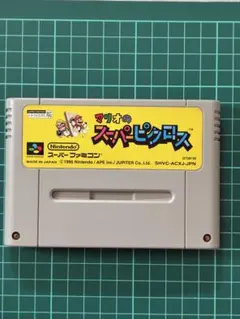 マリオの
スーパーピクロス
Nintendo
スーパーファミコン
MADE IN JAPAN
©1995 Nintendo / APE Inc / JUPITER Co., Ltd.
SHVC-ACXJ-JPN